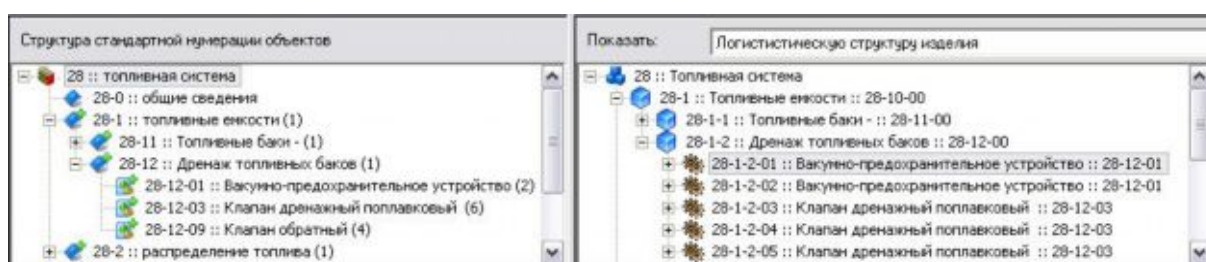 Структура стандартной нумерации объектов
28 :: топливная система
28-0 :: общие сведения
28-1 :: топливные емкости (1)
28-11 :: Топливные баки - (1)
28-12 :: Дренаж топливных баков (1)
28-12-01 :: Вакумно-предохранительное устройство (2)
28-12-03 :: Клапан дренажный поплавковый (6)
28-12-09 :: Клапан обратный (4)
28-2 :: распределение топлива (1)
Показать: Логистистическую структуру изделия
28 :: Топливная система
28-1 :: Топливные емкости :: 28-10-00
28-1-1 :: Топливные баки - :: 28-11-00
28-1-2 :: Дренаж топливных баков :: 28-12-00
28-1-2-01 :: Вакумно-предохранительное устройство :: 28-12-01
28-1-2-02 :: Вакумно-предохранительное устройство :: 28-12-01
28-1-2-03 :: Клапан дренажный поплавковый :: 28-12-03
28-1-2-04 :: Клапан дренажный поплавковый :: 28-12-03
28-1-2-05 :: Клапан дренажный поплавковый :: 28-12-03